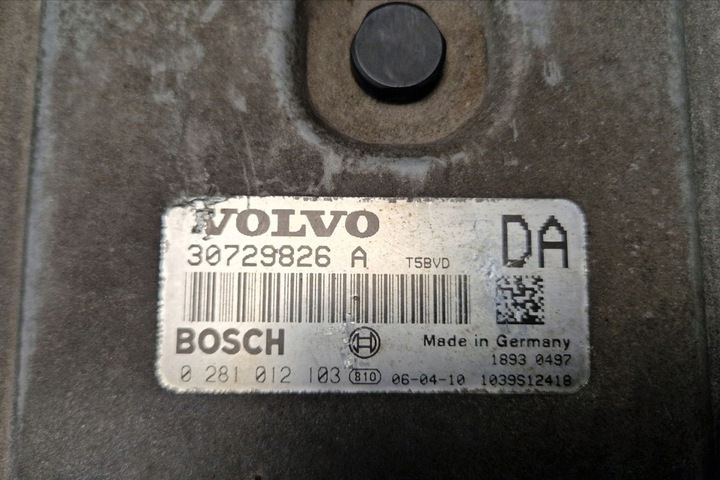 VOLVO
DA
30729826 A T5BVD
BOSCH Made in Germany
1893 0497
0 281 012 103 B10 06-04-10 1039S12418